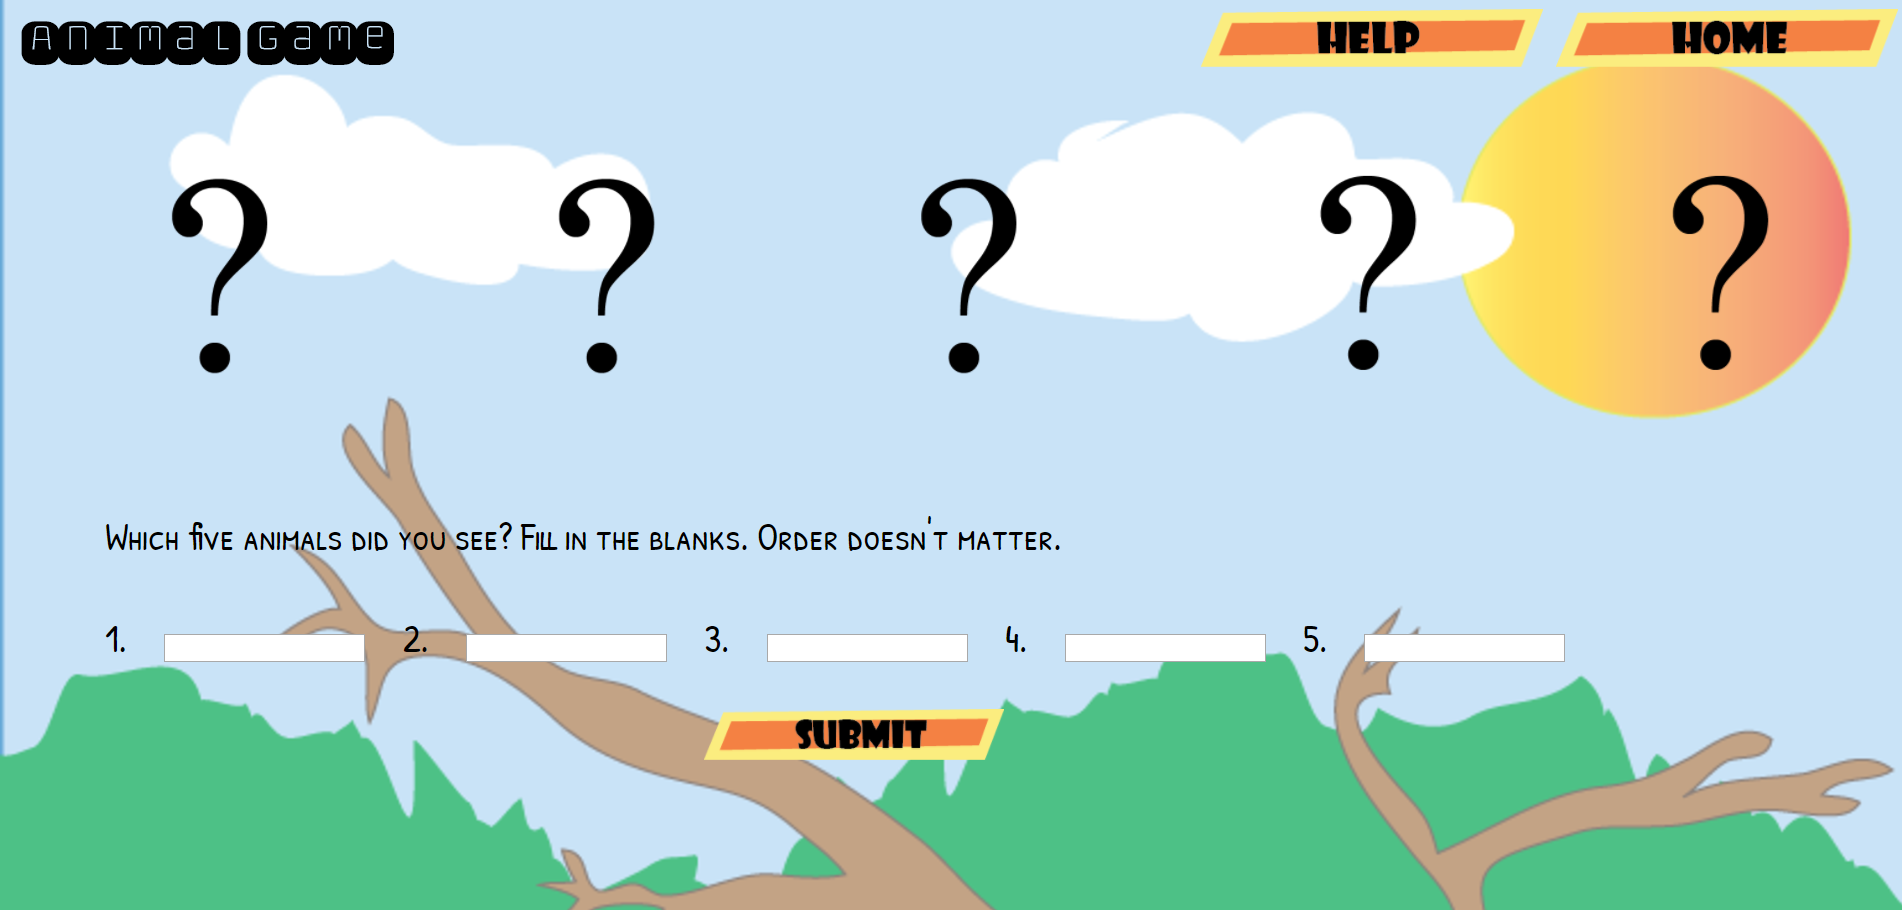 Animal Game
HELP
HOME
? ? ? ? ?
Which five animals did you see? Fill in the blanks. Order doesn't matter.
1. 2. 3. 4. 5.
SUBMIT